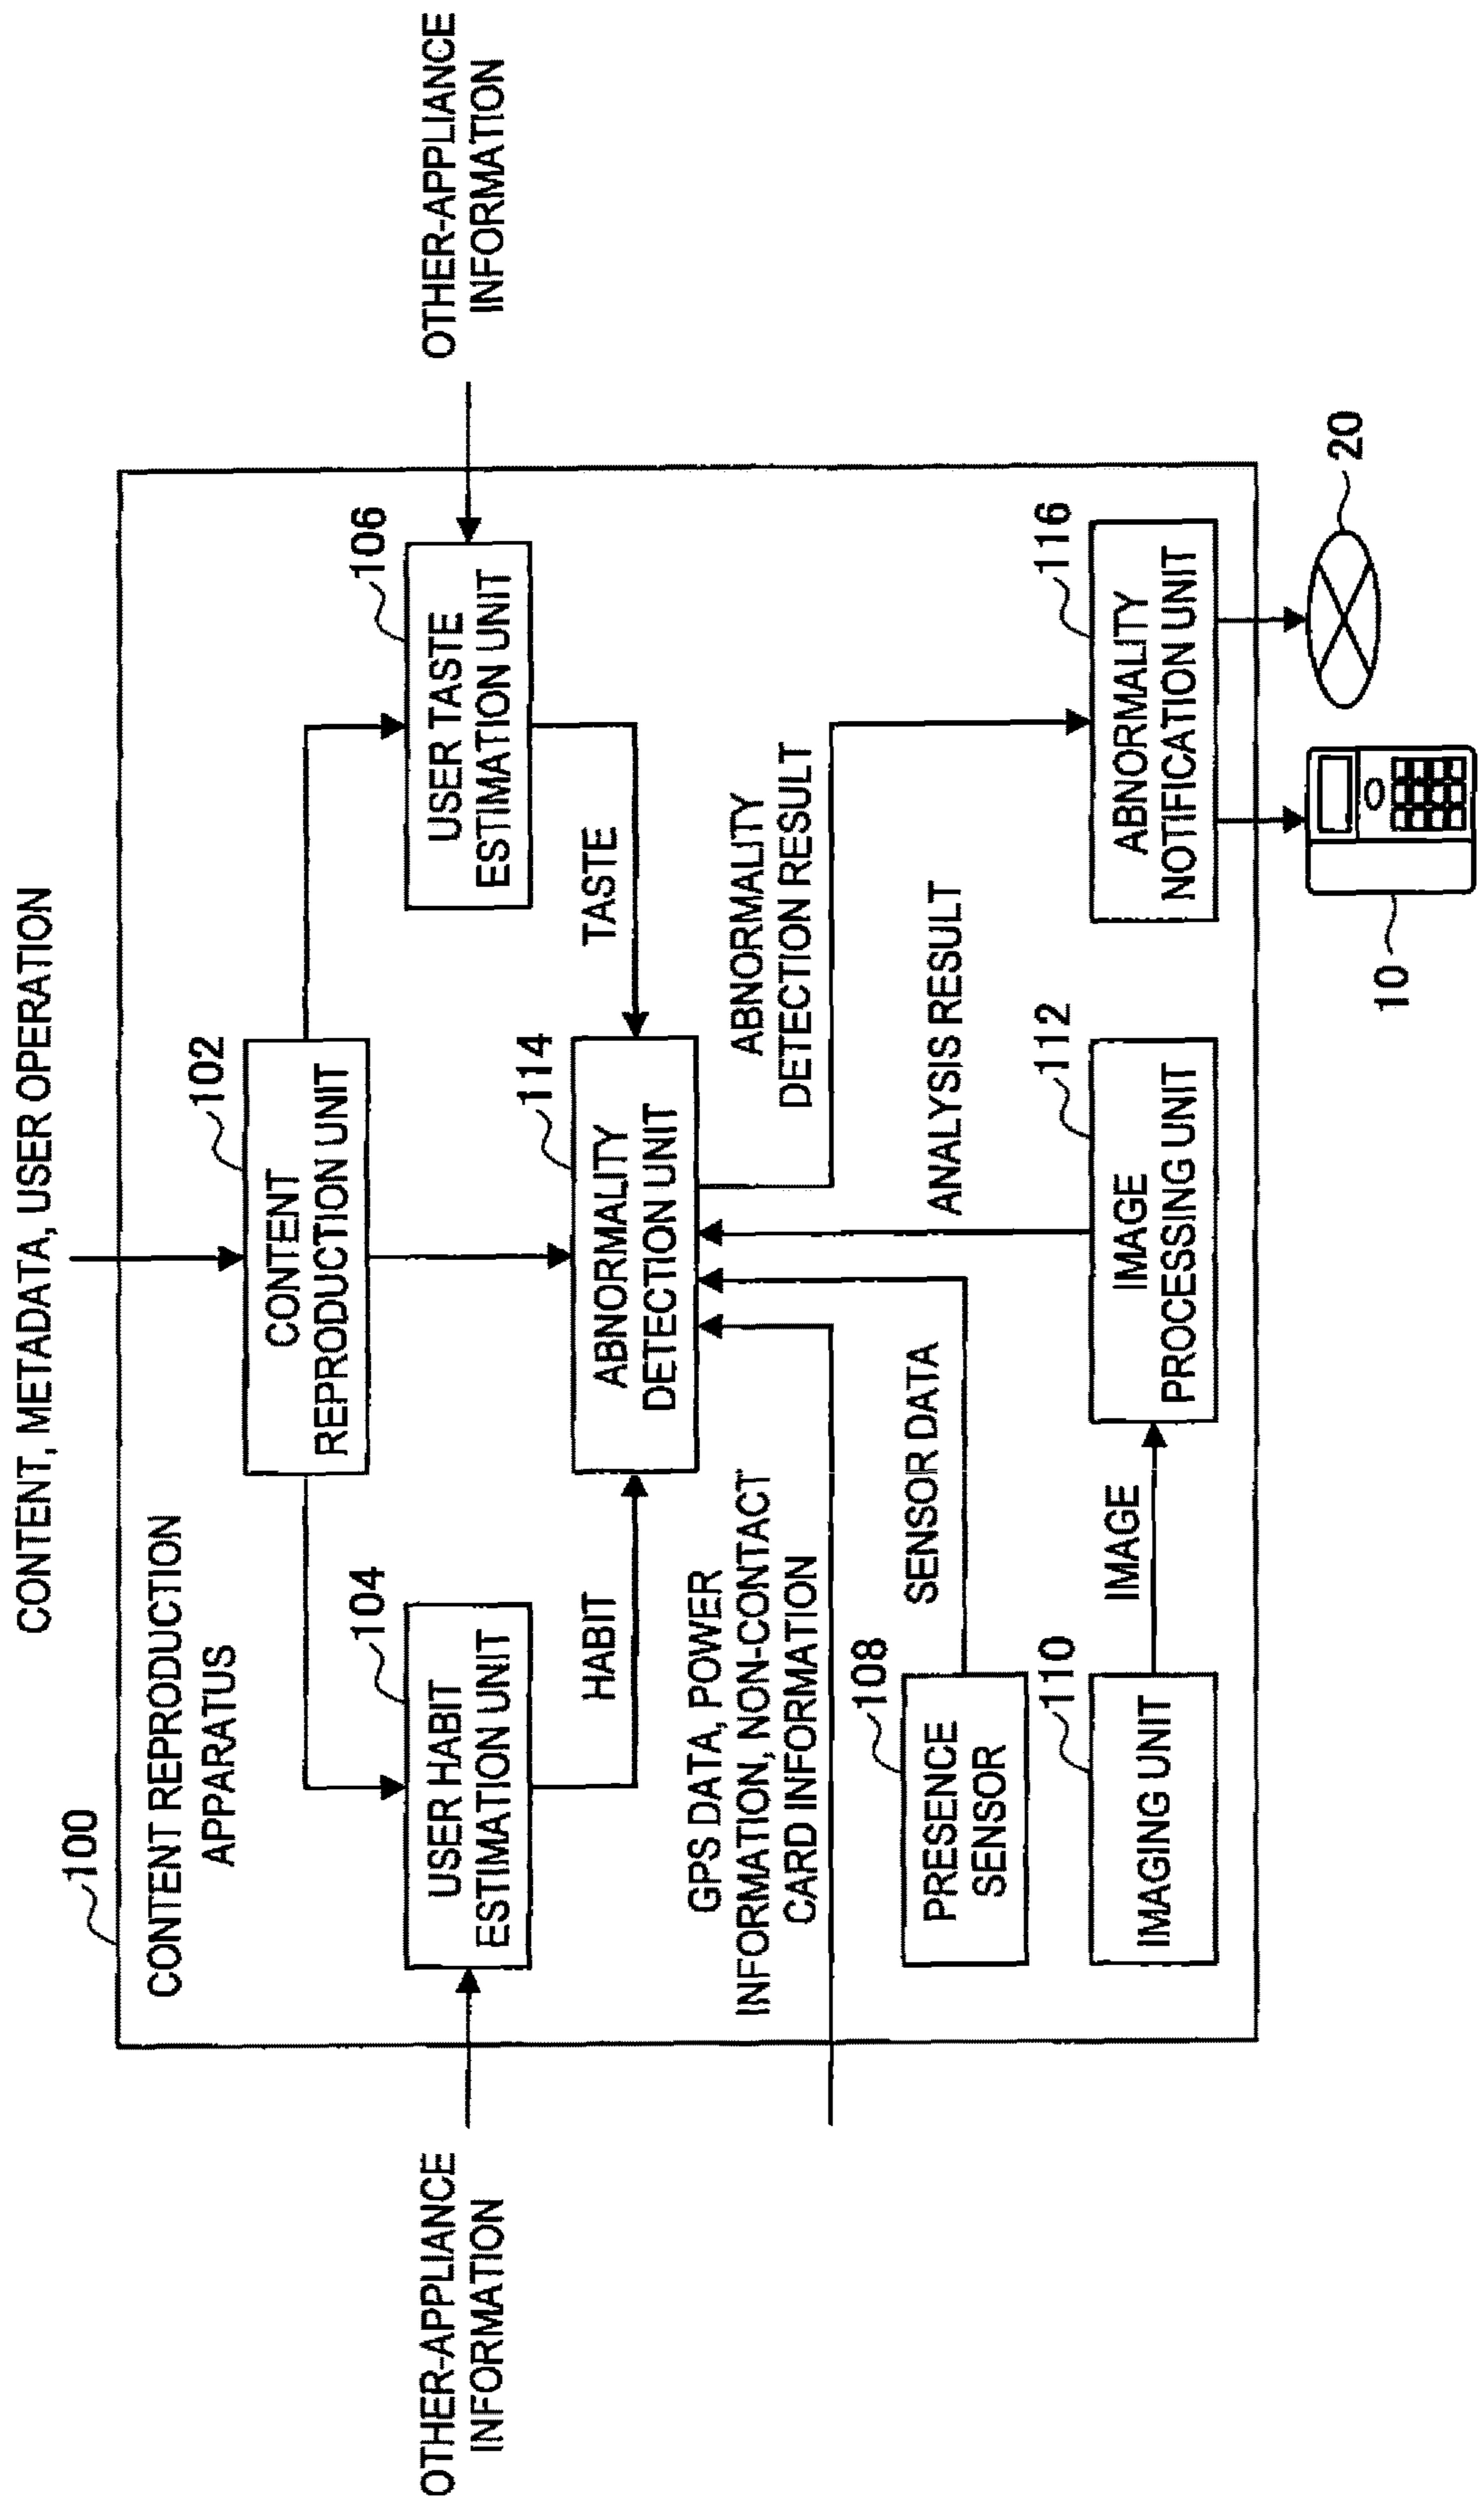 CONTENT, METADATA, USER OPERATION
100
CONTENT REPRODUCTION
APPARATUS
102
CONTENT
REPRODUCTION UNIT
104
USER HABIT
ESTIMATION UNIT
106
USER TASTE
ESTIMATION UNIT
OTHER-APPLIANCE
INFORMATION
OTHER-APPLIANCE
INFORMATION
HABIT
114
ABNORMALITY
DETECTION UNIT
TASTE
GPS DATA, POWER
INFORMATION, NON-CONTACT
CARD INFORMATION
ABNORMALITY
DETECTION RESULT
SENSOR DATA
ANALYSIS RESULT
108
PRESENCE
SENSOR
110
IMAGING UNIT
IMAGE
112
IMAGE
PROCESSING UNIT
116
ABNORMALITY
NOTIFICATION UNIT
10
20